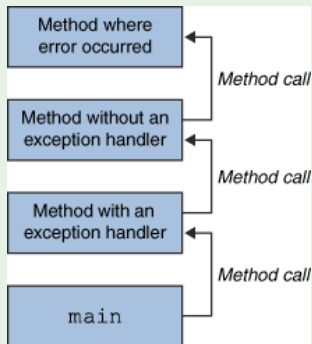 Method where
error occurred
Method call
Method without an
exception handler
Method call
Method with an
exception handler
Method call
main